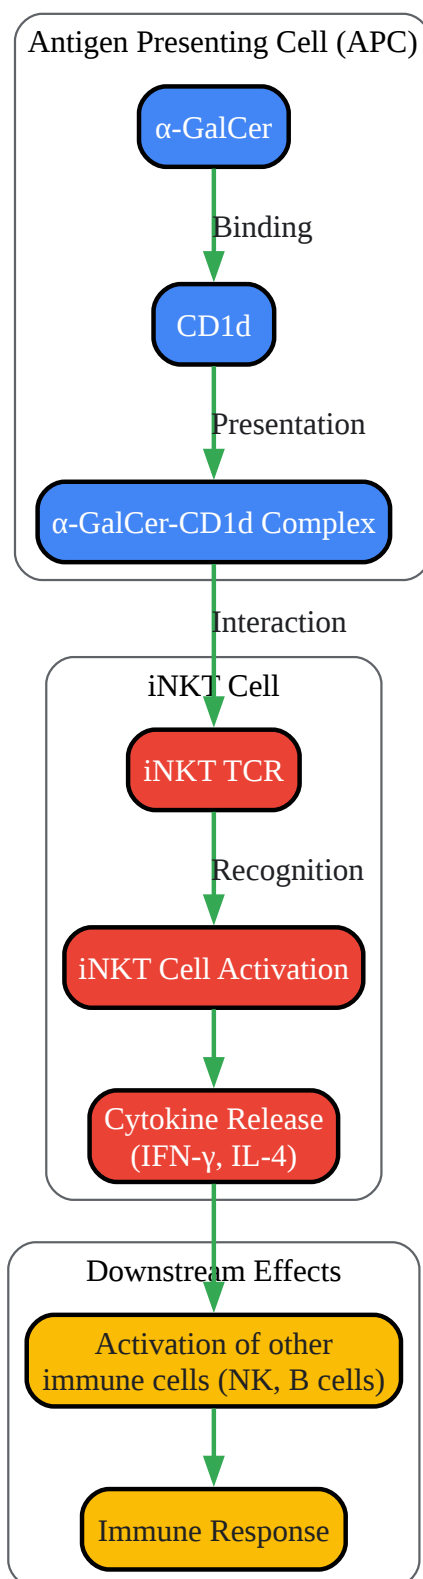 Antigen Presenting Cell (APC)
α-GalCer
Binding
CD1d
Presentation
α-GalCer-CD1d Complex
Interaction
iNKT Cell
iNKT TCR
Recognition
iNKT Cell Activation
Cytokine Release
(IFN-γ, IL-4)
Downstream Effects
Activation of other
immune cells (NK, B cells)
Immune Response